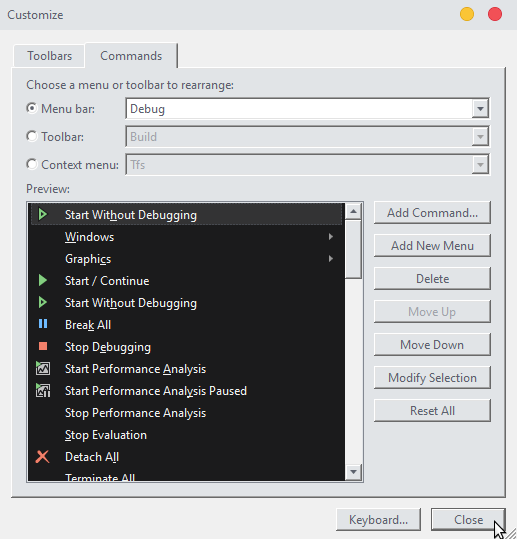 Customize
Toolbars
Commands
Choose a menu or toolbar to rearrange:
Menu bar:
Debug
Toolbar:
Build
Context menu:
Tfs
Preview:
Start Without Debugging
Add Command...
Windows
Add New Menu
Graphics
Start / Continue
Delete
Start Without Debugging
Move Up
Break All
Stop Debugging
Move Down
Start Performance Analysis
Modify Selection
Start Performance Analysis Paused
Stop Performance Analysis
Reset All
Stop Evaluation
Detach All
Terminate All
Keyboard...
Close